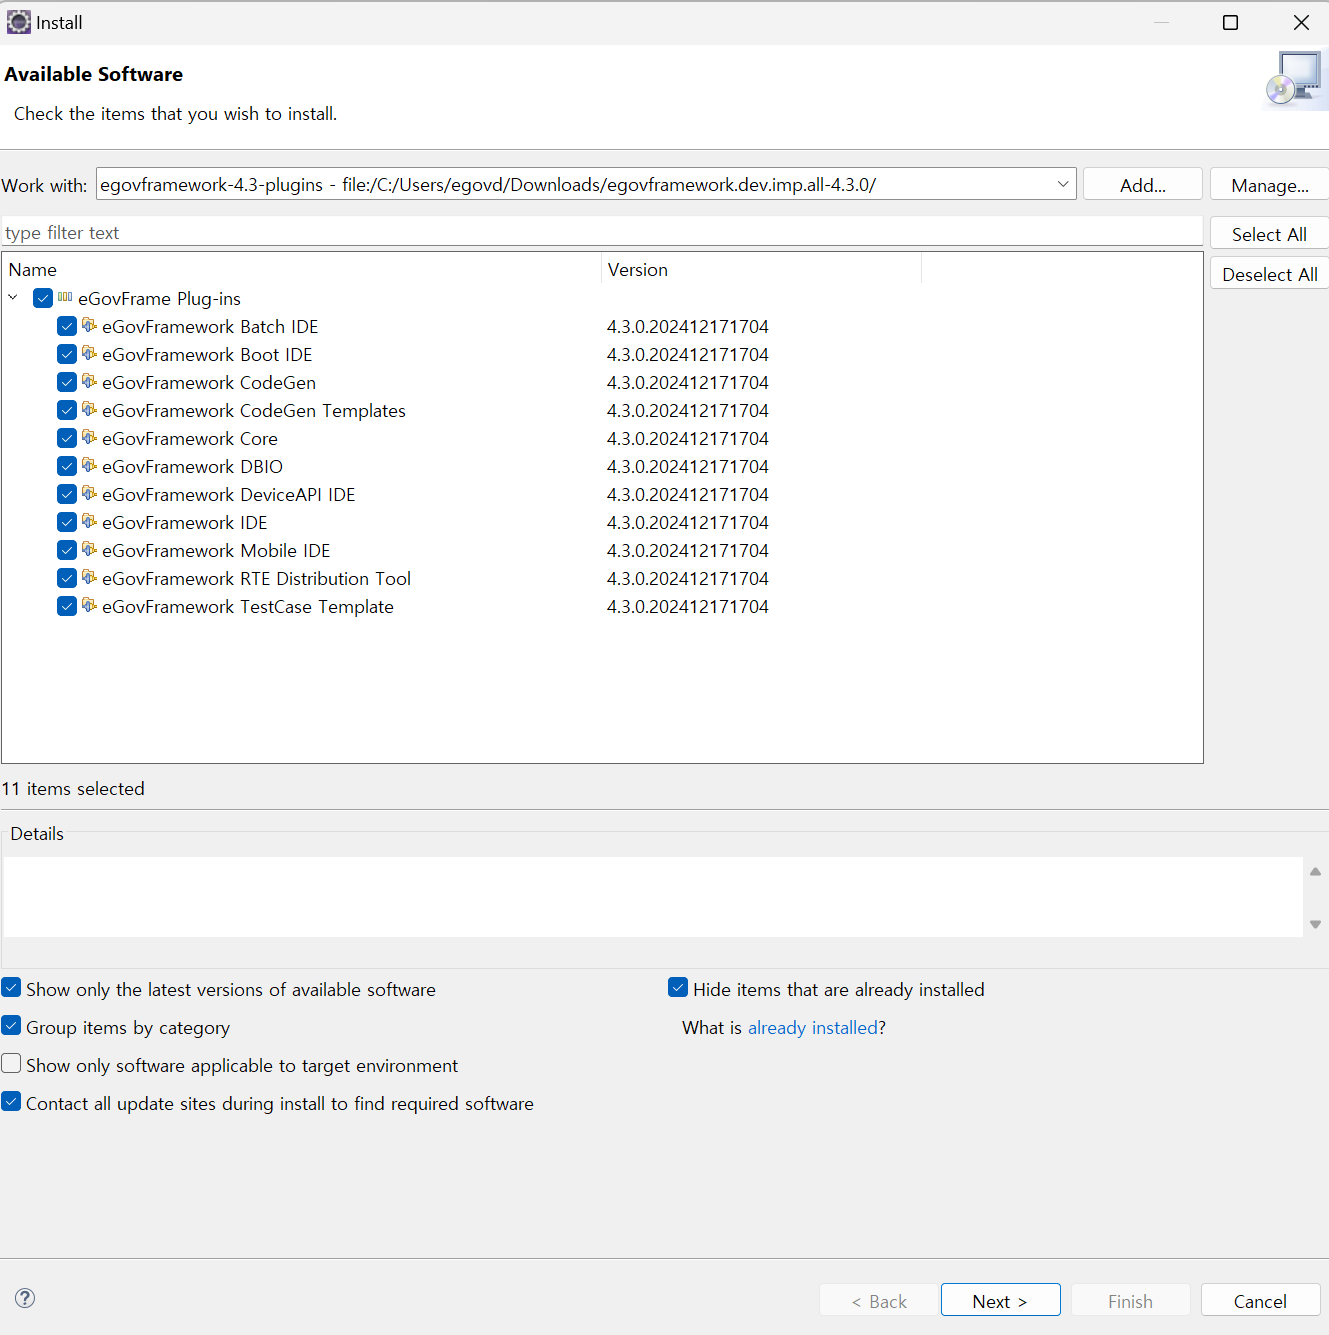 Install
Available Software
Check the items that you wish to install.
Work with: egovframework-4.3-plugins - file:/C:/Users/egovd/Downloads/egovframework.dev.imp.all-4.3.0/ Add... Manage...
type filter text Select All
Name Version Deselect All
eGovFrame Plug-ins
eGovFramework Batch IDE 4.3.0.202412171704
eGovFramework Boot IDE 4.3.0.202412171704
eGovFramework CodeGen 4.3.0.202412171704
eGovFramework CodeGen Templates 4.3.0.202412171704
eGovFramework Core 4.3.0.202412171704
eGovFramework DBIO 4.3.0.202412171704
eGovFramework DeviceAPI IDE 4.3.0.202412171704
eGovFramework IDE 4.3.0.202412171704
eGovFramework Mobile IDE 4.3.0.202412171704
eGovFramework RTE Distribution Tool 4.3.0.202412171704
eGovFramework TestCase Template 4.3.0.202412171704
11 items selected
Details
Show only the latest versions of available software Hide items that are already installed
Group items by category What is already installed?
Show only software applicable to target environment
Contact all update sites during install to find required software
? < Back Next > Finish Cancel